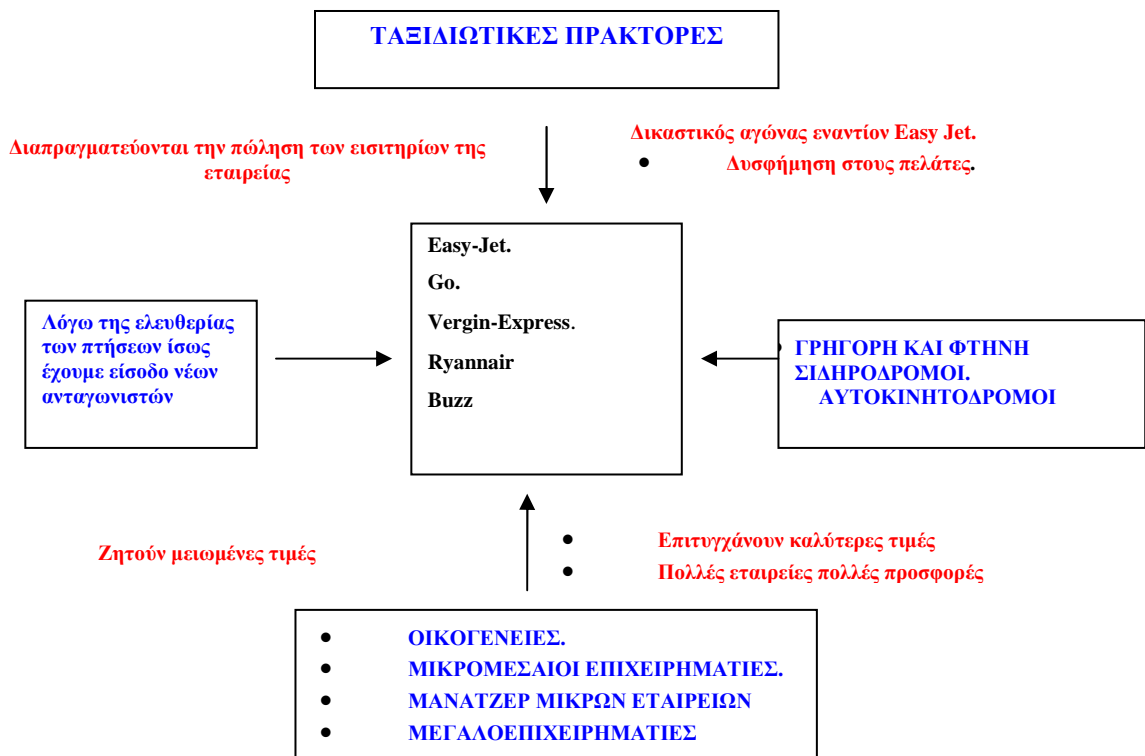 ΤΑΞΙΔΙΩΤΙΚΕΣ ΠΡΑΚΤΟΡΕΣ
Διαπραγματεύονται την πώληση των εισιτηρίων της
εταιρείας
Δικαστικός αγώνας εναντίον Easy Jet.
• Δυσφήμηση στους πελάτες.
Easy-Jet.
Go.
Vergin-Express.
Ryannair
Buzz
Λόγω της ελευθερίας
των πτήσεων ίσως
έχουμε είσοδο νέων
ανταγωνιστών
• ΓΡΗΓΟΡΗ ΚΑΙ ΦΤΗΝΗ
ΣΙΔΗΡΟΔΡΟΜΟΙ.
ΑΥΤΟΚΙΝΗΤΟΔΡΟΜΟΙ
Ζητούν μειωμένες τιμές
• Επιτυγχάνουν καλύτερες τιμές
• Πολλές εταιρείες πολλές προσφορές
• ΟΙΚΟΓΕΝΕΙΕΣ.
• ΜΙΚΡΟΜΕΣΑΙΟΙ ΕΠΙΧΕΙΡΗΜΑΤΙΕΣ.
• ΜΑΝΑΤΖΕΡ ΜΙΚΡΩΝ ΕΤΑΙΡΕΙΩΝ
• ΜΕΓΑΛΟΕΠΙΧΕΙΡΗΜΑΤΙΕΣ